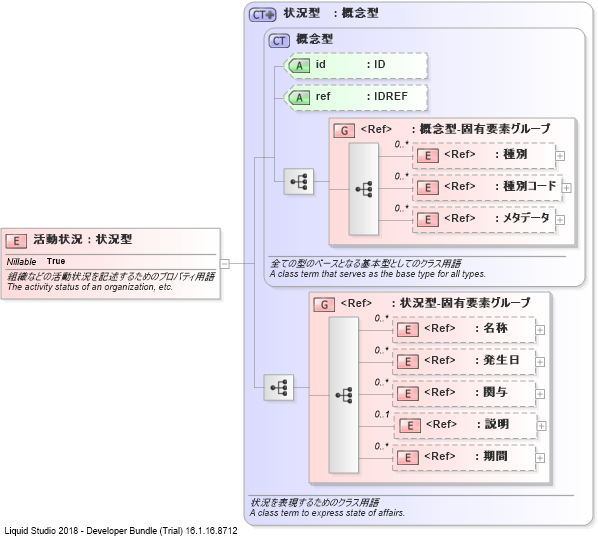 CT 状況型 : 概念型
CT 概念型
A id : ID
A ref : IDREF
G <Ref> : 概念型-固有要素グループ
0..*
E <Ref> : 種別
0..*
E <Ref> : 種別コード
0..*
E <Ref> : メタデータ
全ての型のベースとなる基本型としてのクラス用語
A class term that serves as the base type for all types.
E 活動状況 : 状況型
Nillable True
組織などの活動状況を記述するためのプロパティ用語
The activity status of an organization, etc.
G <Ref> : 状況型-固有要素グループ
0..*
E <Ref> : 名称
0..*
E <Ref> : 発生日
0..*
E <Ref> : 関与
0..1
E <Ref> : 説明
0..*
E <Ref> : 期間
状況を表現するためのクラス用語
A class term to express state of affairs.
Liquid Studio 2018 - Developer Bundle (Trial) 16.1.16.8712